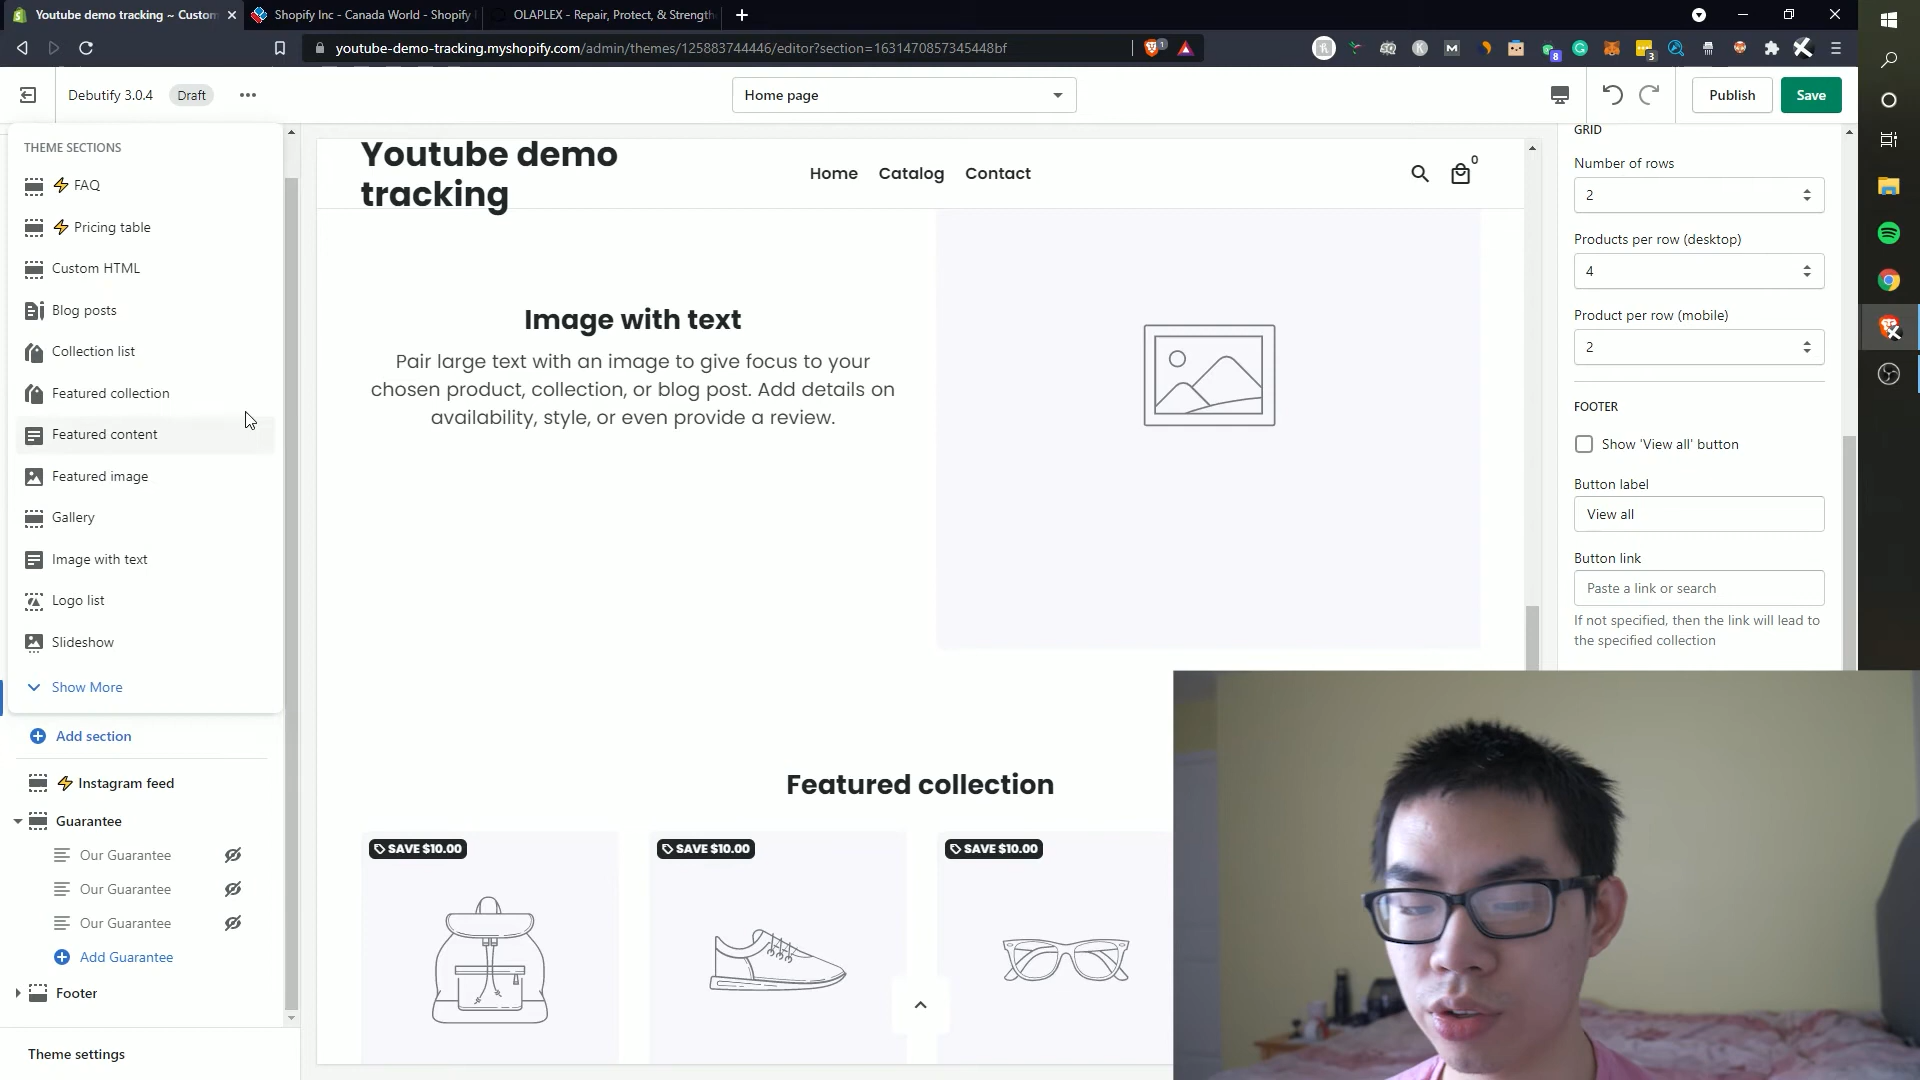 Youtube demo tracking ~ Custom
Shopify Inc - Canada World - Shopify
OLAPLEX - Repair, Protect, & Strength
youtube-demo-tracking.myshopify.com/admin/themes/125883744446/editor?section=1631470857345448bf
1
8
3
Debutify 3.0.4
Draft
Home page
Publish
Save
THEME SECTIONS
FAQ
Pricing table
Custom HTML
Blog posts
Collection list
Featured collection
Featured content
Featured image
Gallery
Image with text
Logo list
Slideshow
Show More
Add section
Instagram feed
Guarantee
Our Guarantee
Our Guarantee
Our Guarantee
Add Guarantee
Footer
Theme settings
Youtube demo
tracking
Home
Catalog
Contact
0
Image with text
Pair large text with an image to give focus to your
chosen product, collection, or blog post. Add details on
availability, style, or even provide a review.
Featured collection
SAVE $10.00
SAVE $10.00
SAVE $10.00
GRID
Number of rows
2
Products per row (desktop)
4
Product per row (mobile)
2
FOOTER
Show 'View all' button
Button label
View all
Button link
Paste a link or search
If not specified, then the link will lead to
the specified collection